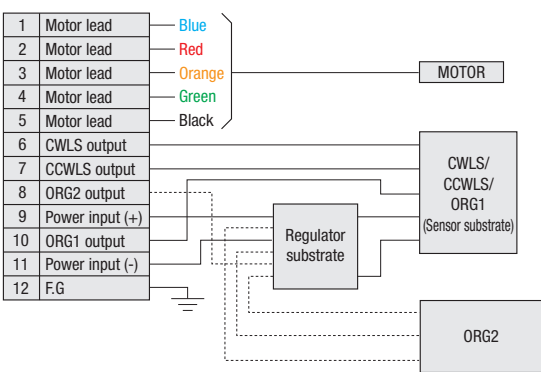 1 Motor lead Blue
2 Motor lead Red
3 Motor lead Orange
4 Motor lead Green
5 Motor lead Black
6 CWLS output
7 CCWLS output
8 ORG2 output
9 Power input (+)
10 ORG1 output
11 Power input (-)
12 F.G
MOTOR
CWLS/
CCWLS/
ORG1
(Sensor substrate)
Regulator
substrate
ORG2